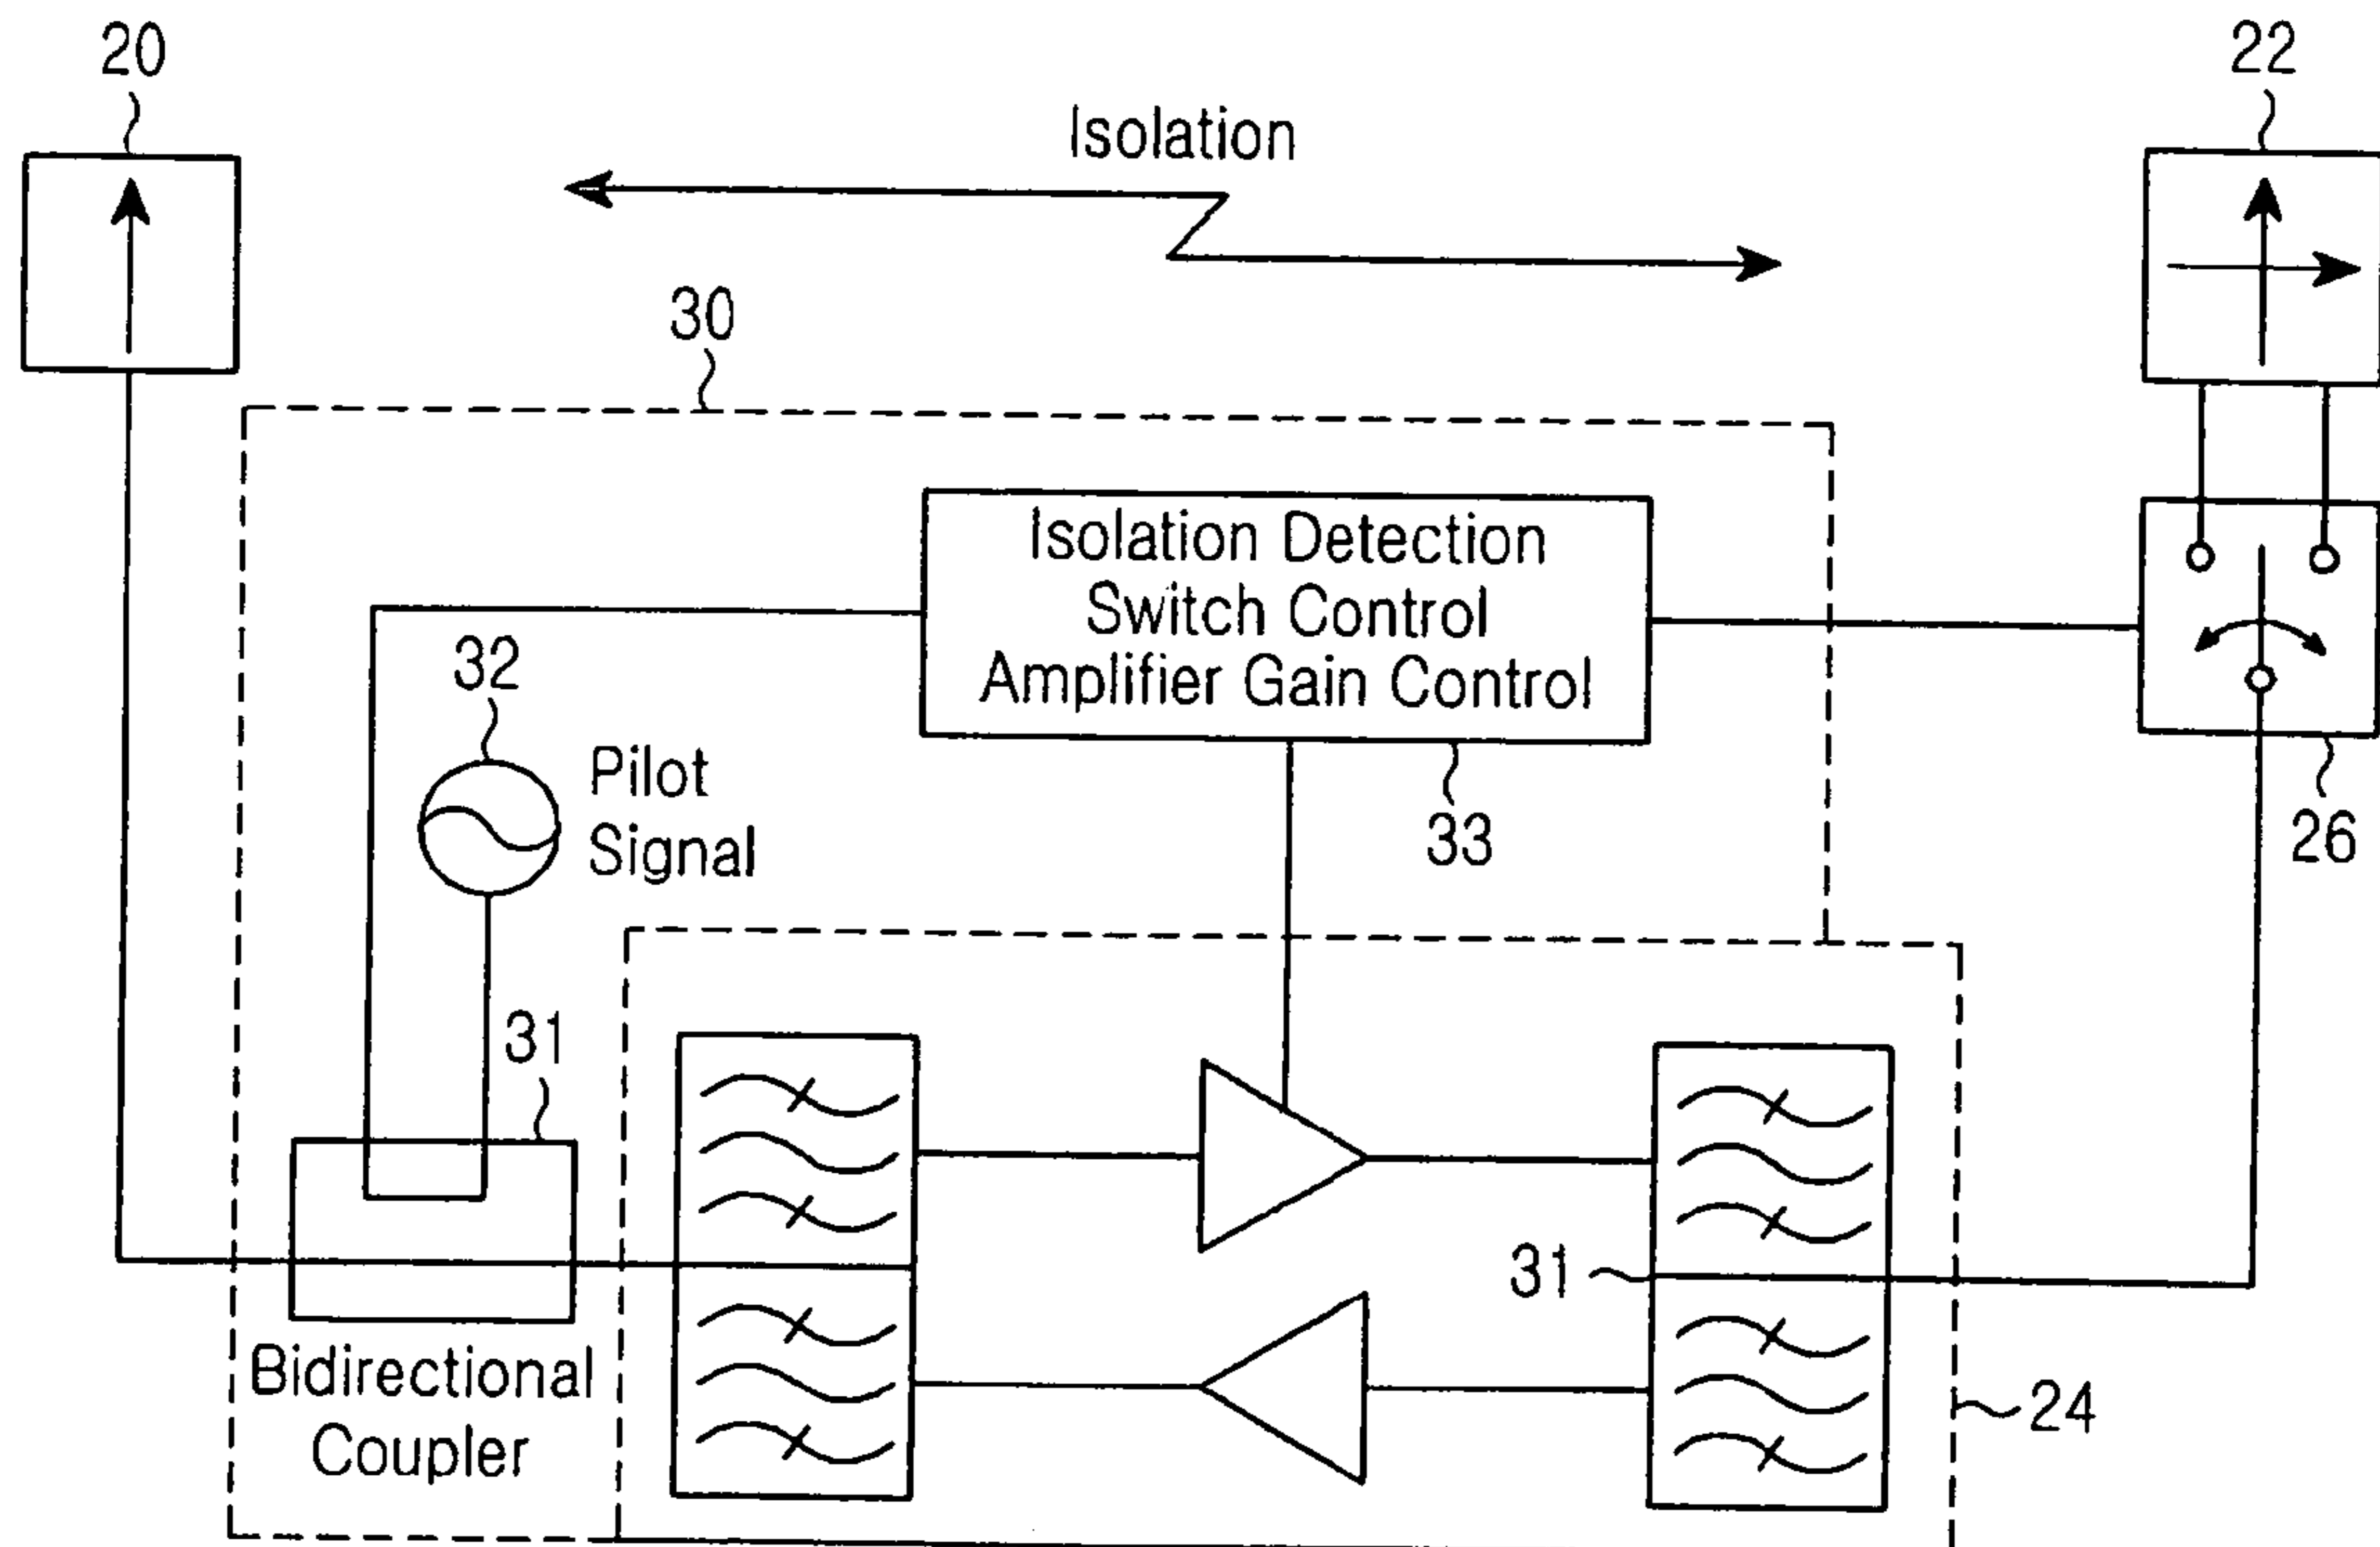 20
22
Isolation
30
Isolation Detection
Switch Control
Amplifier Gain Control
32
Pilot
Signal
33
26
31
31
Bidirectional
Coupler
24